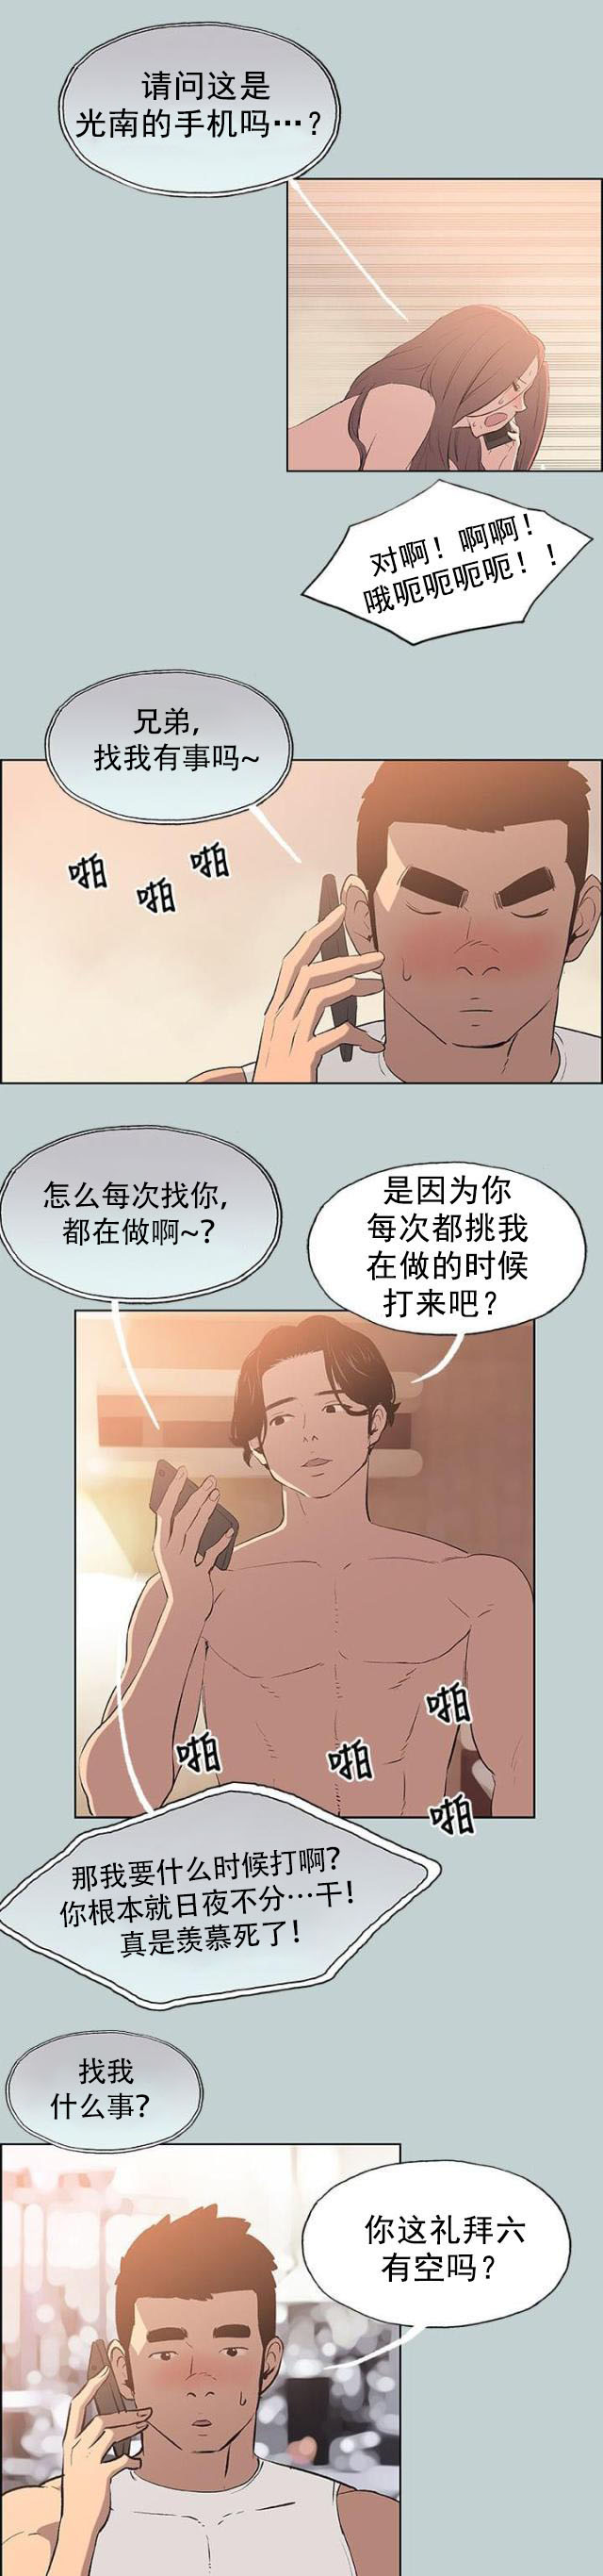 请问这是
光南的手机吗…?
对啊！啊啊！
哦呃呃呃呃！！
兄弟,
找我有事吗~
啪
啪
啪
怎么每次找你,
都在做啊~?
是因为你
每次都挑我
在做的时候
打来吧？
啪
啪
啪
啪
那我要什么时候打啊?
你根本就日夜不分…干！
真是羡慕死了！
找我
什么事?
你这礼拜六
有空吗？